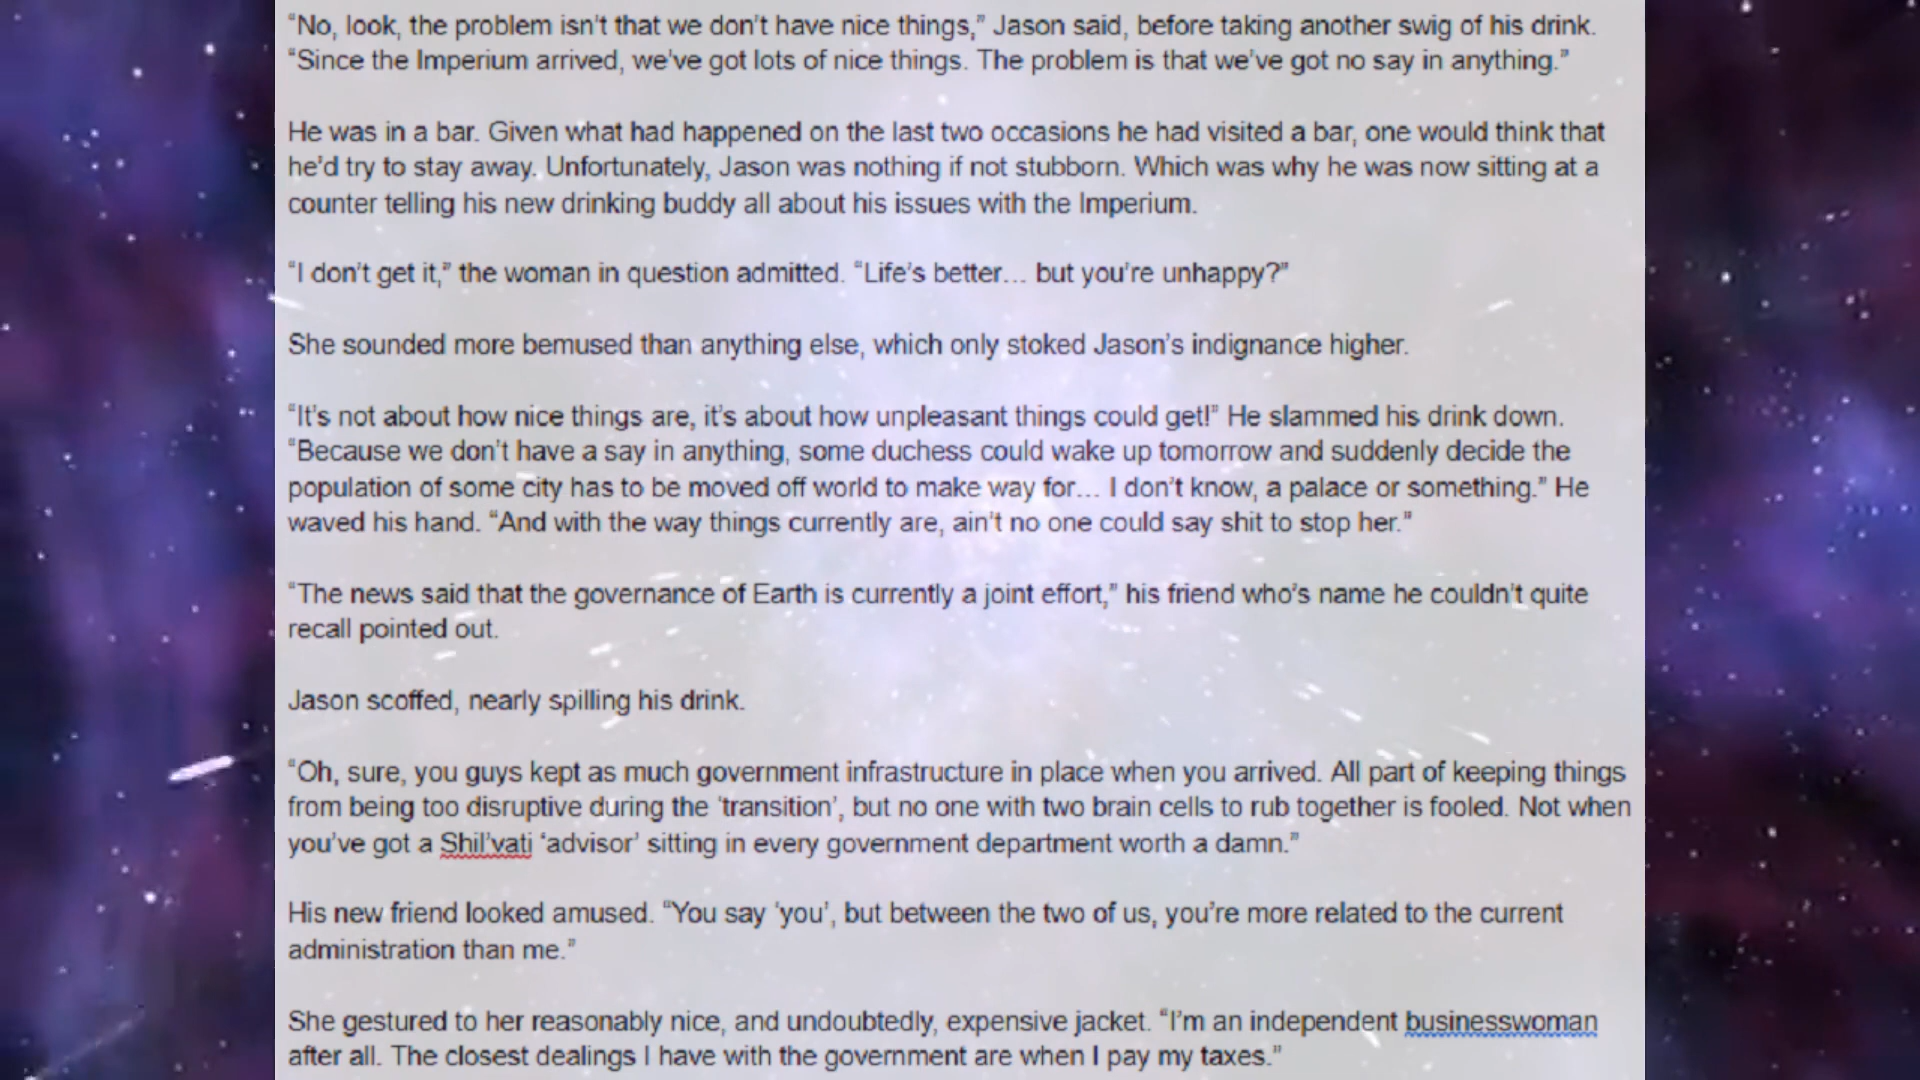 “No, look, the problem isn’t that we don’t have nice things,” Jason said, before taking another swig of his drink.
“Since the Imperium arrived, we’ve got lots of nice things. The problem is that we’ve got no say in anything.”
He was in a bar. Given what had happened on the last two occasions he had visited a bar, one would think that
he’d try to stay away. Unfortunately, Jason was nothing if not stubborn. Which was why he was now sitting at a
counter telling his new drinking buddy all about his issues with the Imperium.
“I don’t get it,” the woman in question admitted. “Life’s better… but you’re unhappy?”
She sounded more bemused than anything else, which only stoked Jason’s indignance higher.
“It’s not about how nice things are, it’s about how unpleasant things could get!” He slammed his drink down.
“Because we don’t have a say in anything, some duchess could wake up tomorrow and suddenly decide the
population of some city has to be moved off world to make way for… I don’t know, a palace or something.” He
waved his hand. “And with the way things currently are, ain’t no one could say shit to stop her.”
“The news said that the governance of Earth is currently a joint effort,” his friend who’s name he couldn’t quite
recall pointed out.
Jason scoffed, nearly spilling his drink.
“Oh, sure, you guys kept as much government infrastructure in place when you arrived. All part of keeping things
from being too disruptive during the ‘transition’, but no one with two brain cells to rub together is fooled. Not when
you’ve got a Shil’vati ‘advisor’ sitting in every government department worth a damn.”
His new friend looked amused. “You say ‘you’, but between the two of us, you’re more related to the current
administration than me.”
She gestured to her reasonably nice, and undoubtedly, expensive jacket. “I’m an independent businesswoman
after all. The closest dealings I have with the government are when I pay my taxes.”